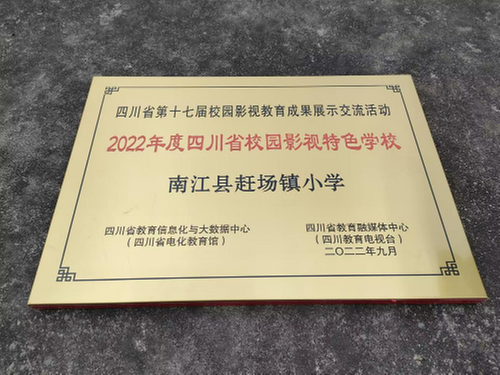 四川省第十七届校园影视教育成果展示交流活动
2022年度四川省校园影视特色学校
南江县赶场镇小学
四川省教育信息化与大数据中心
（四川省电化教育馆）
四川省教育融媒体中心
（四川教育电视台）
二〇二二年九月